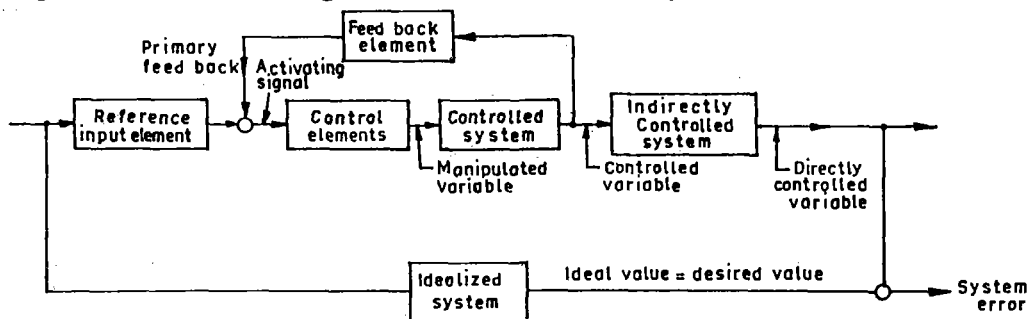 Feed back
element
Primary
feed back
Activating
signal
Reference
input element
Control
elements
Controlled
system
Indirectly
Controlled
system
Manipulated
variable
Controlled
variable
Directly
controlled
variable
Idealized
system
Ideal value = desired value
System
error